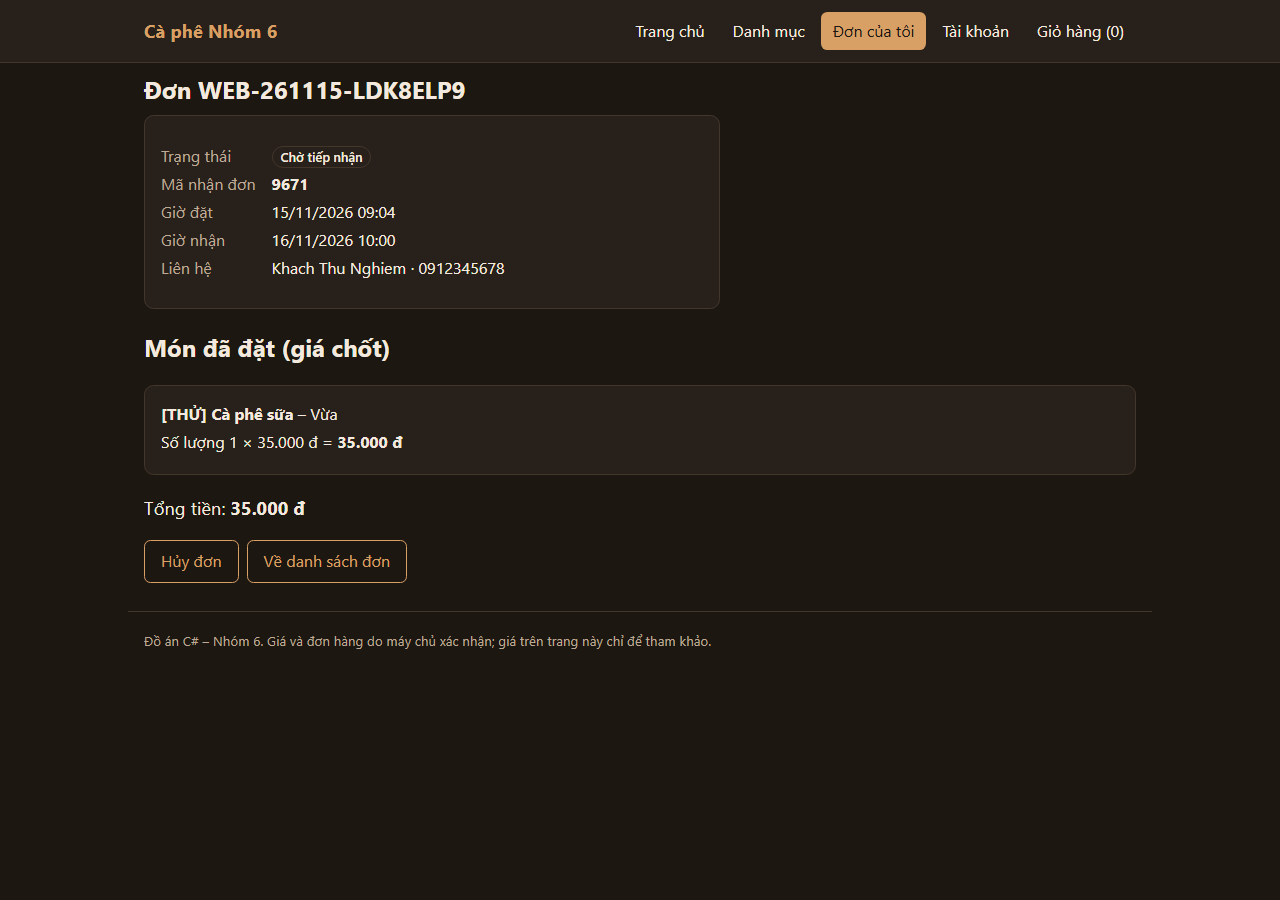 Cà phê Nhóm 6
Trang chủ Danh mục Đơn của tôi Tài khoản Giỏ hàng (0)
Đơn WEB-261115-LDK8ELP9
Trạng thái Chờ tiếp nhận
Mã nhận đơn 9671
Giờ đặt 15/11/2026 09:04
Giờ nhận 16/11/2026 10:00
Liên hệ Khach Thu Nghiem · 0912345678
Món đã đặt (giá chốt)
[THỬ] Cà phê sữa – Vừa
Số lượng 1 × 35.000 đ = 35.000 đ
Tổng tiền: 35.000 đ
Hủy đơn Về danh sách đơn
Đồ án C# – Nhóm 6. Giá và đơn hàng do máy chủ xác nhận; giá trên trang này chỉ để tham khảo.